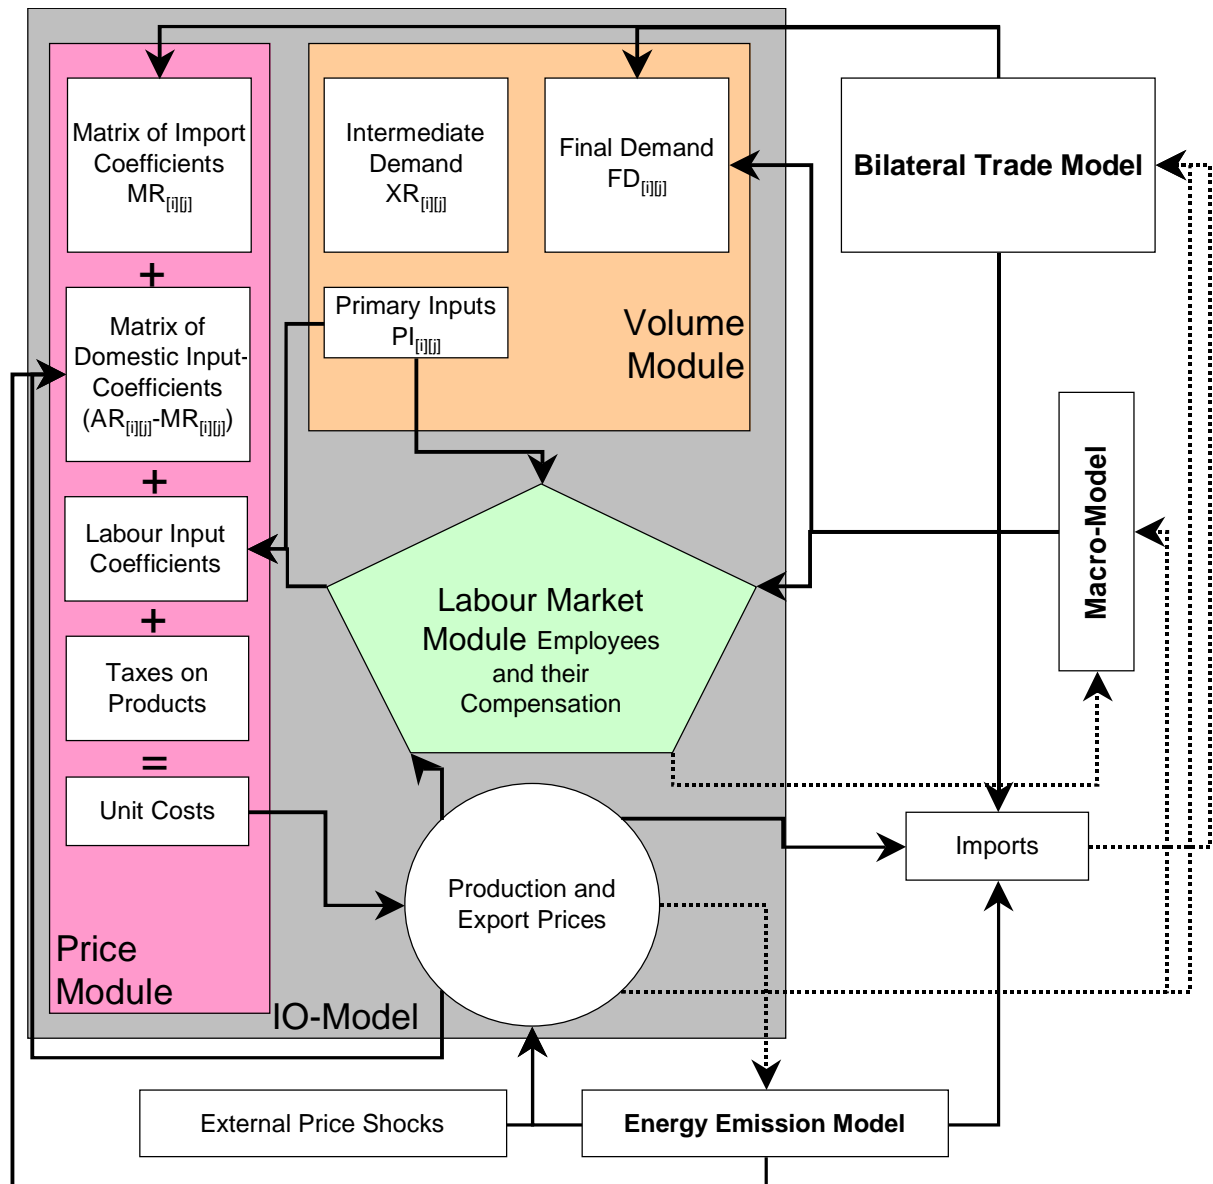 Matrix of Import
Coefficients
MR[i][j]
+
Matrix of
Domestic Input-
Coefficients
(AR[i][j]-MR[i][j])
+
Labour Input
Coefficients
+
Taxes on
Products
=
Unit Costs
Price
Module
Intermediate
Demand
XR[i][j]
Final Demand
FD[i][j]
Primary Inputs
PI[i][j]
Volume
Module
Labour Market
Module Employees
and their
Compensation
Production and
Export Prices
IO-Model
Bilateral Trade Model
Macro-Model
Imports
External Price Shocks
Energy Emission Model